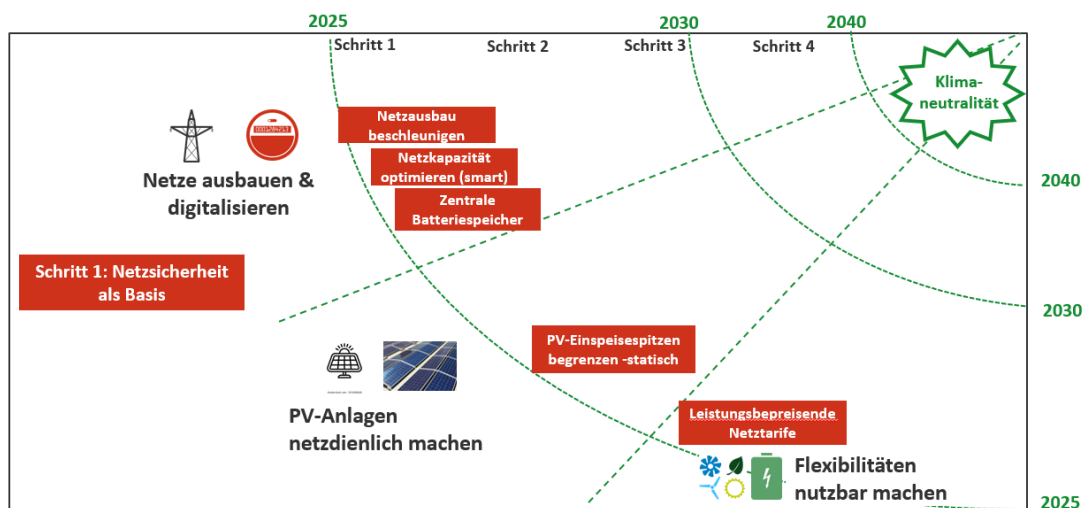 2025
2030
2040
Schritt 1
Schritt 2
Schritt 3
Schritt 4
Klima-
neutralität
Netzausbau
beschleunigen
Netzkapazität
optimieren (smart)
Zentrale
Batteriespeicher
Netze ausbauen &
digitalisieren
2040
Schritt 1: Netzsicherheit
als Basis
2030
PV-Einspeisespitzen
begrenzen -statisch
PV-Anlagen
netzdienlich machen
Leistungsbepreisende
Netztarife
Flexibilitäten
nutzbar machen
2025